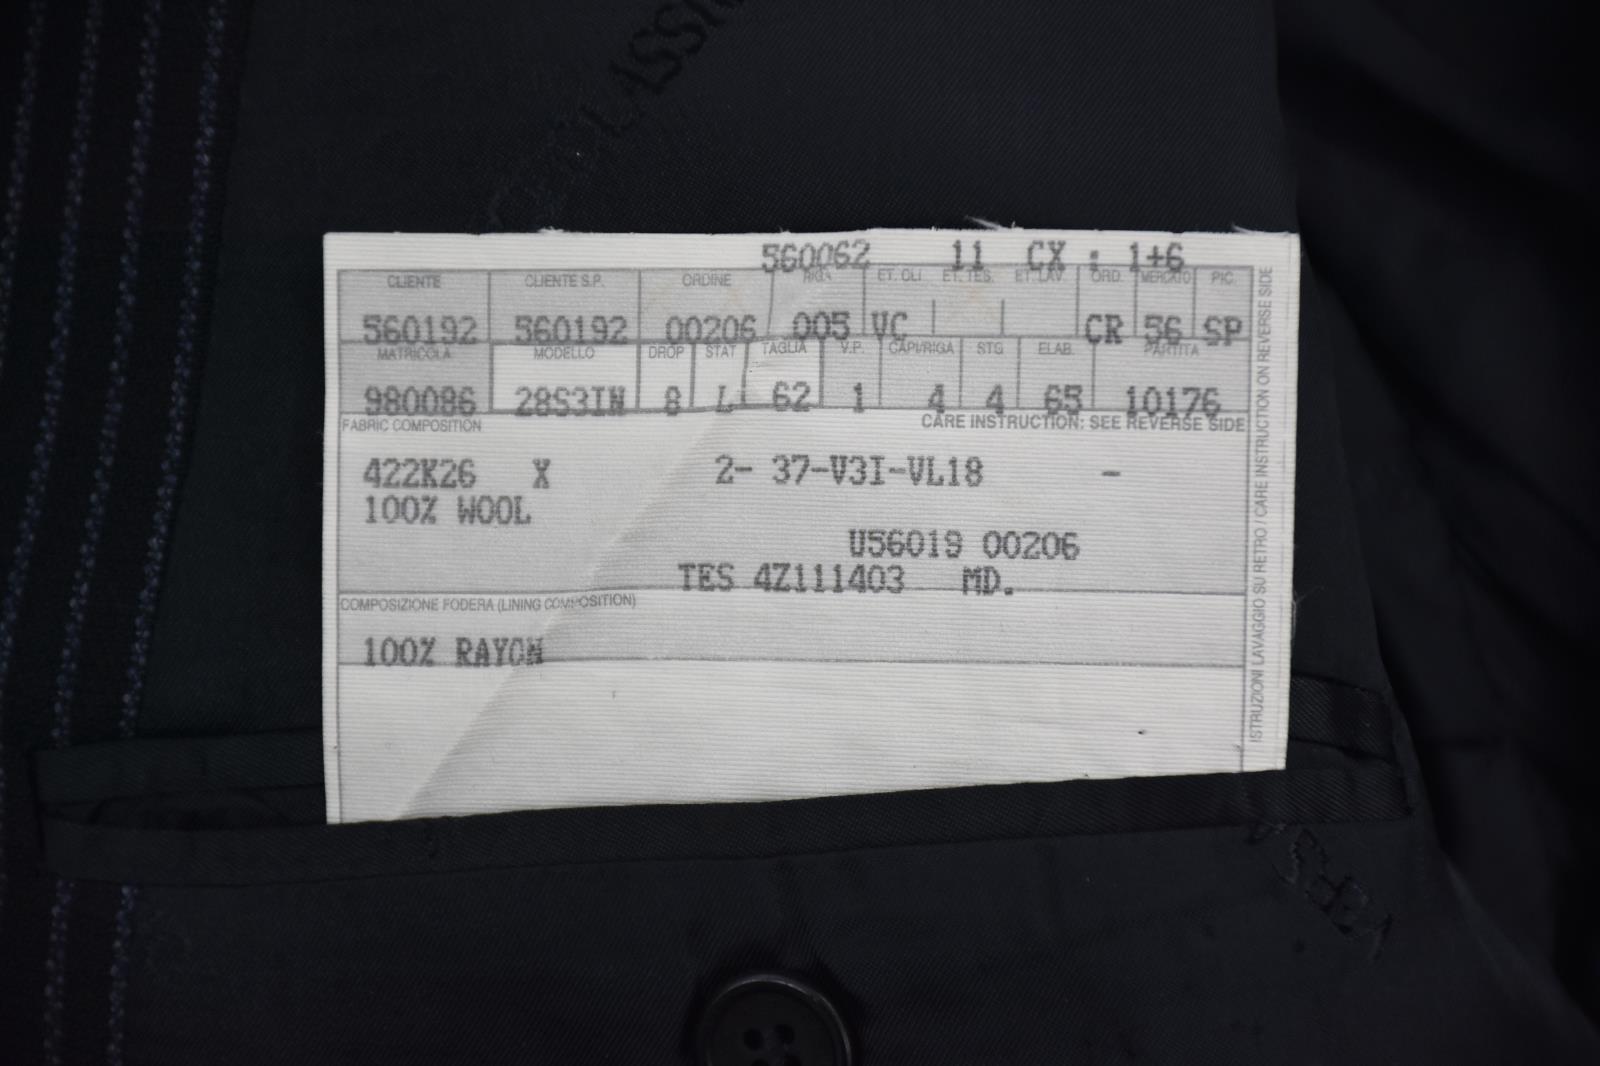 CLASSI
560062 11 CX : 1+6
CLIENTE CLIENTE S.P. ORDINE RIGA ET. OLI ET. TES. ET. LAV. ORD. MERCATO PIC.
560192 560192 00206 005 VC CR 56 SP
MATRICOLA MODELLO DROP STAT TAGLIA V.P. CAPI/RIGA STG ELAB. PARTITA
980086 28S3IN 8 L 62 1 4 4 65 10176
FABRIC COMPOSITION CARE INSTRUCTION: SEE REVERSE SIDE
422K26 X 2- 37-V3I-VL18 -
100% WOOL
U56019 00206
TES 4Z111403 MD.
COMPOSIZIONE FODERA (LINING COMPOSITION)
100% RAYON
ISTRUZIONI LAVAGGIO SU RETRO / CARE INSTRUCTION ON REVERSE SIDE
VERSA